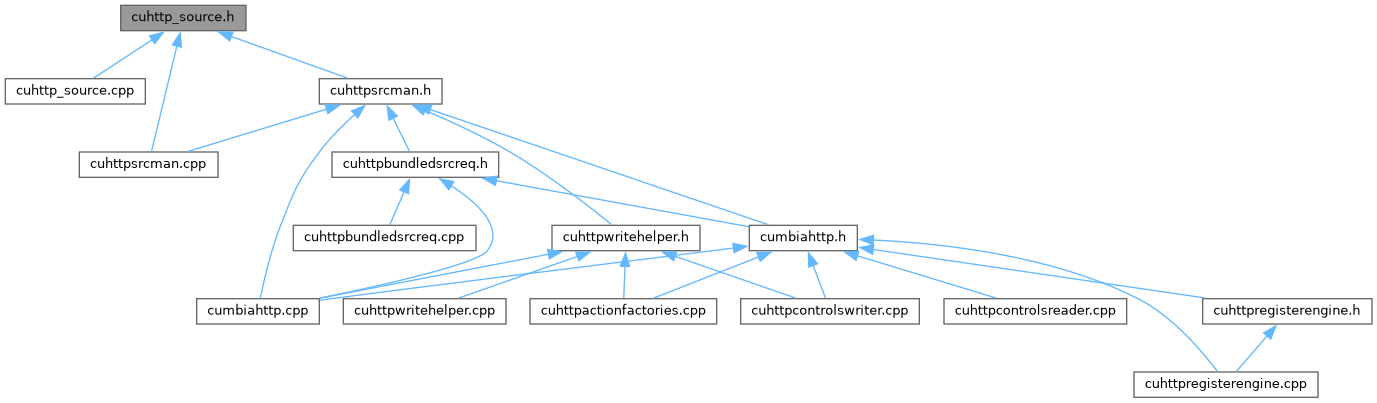 cuhttp_source.h
cuhttp_source.cpp
cuhttpsrcman.h
cuhttpsrcman.cpp
cuhttpbundledsrcreq.h
cuhttpbundledsrcreq.cpp
cuhttpwritehelper.h
cumbiahttp.h
cumbiahttp.cpp
cuhttpwritehelper.cpp
cuhttpactionfactories.cpp
cuhttpcontrolswriter.cpp
cuhttpcontrolsreader.cpp
cuhttpregisterengine.h
cuhttpregisterengine.cpp